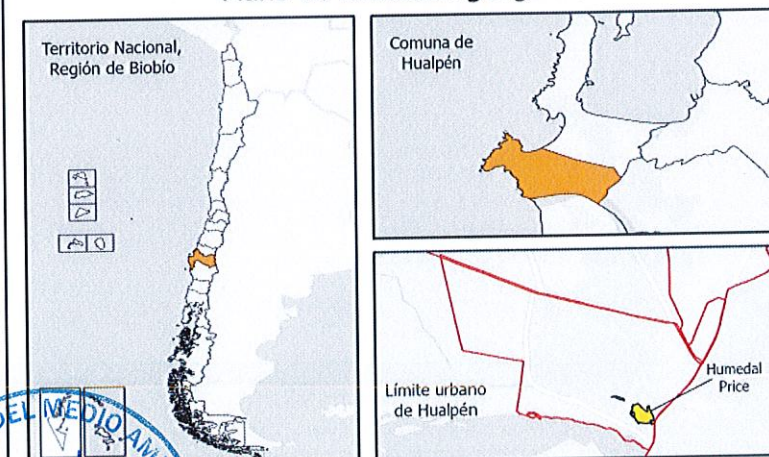 Territorio Nacional,
Región de Biobío
Comuna de
Hualpén
Límite urbano
de Hualpén
Humedal
Price
DEL MEDIO